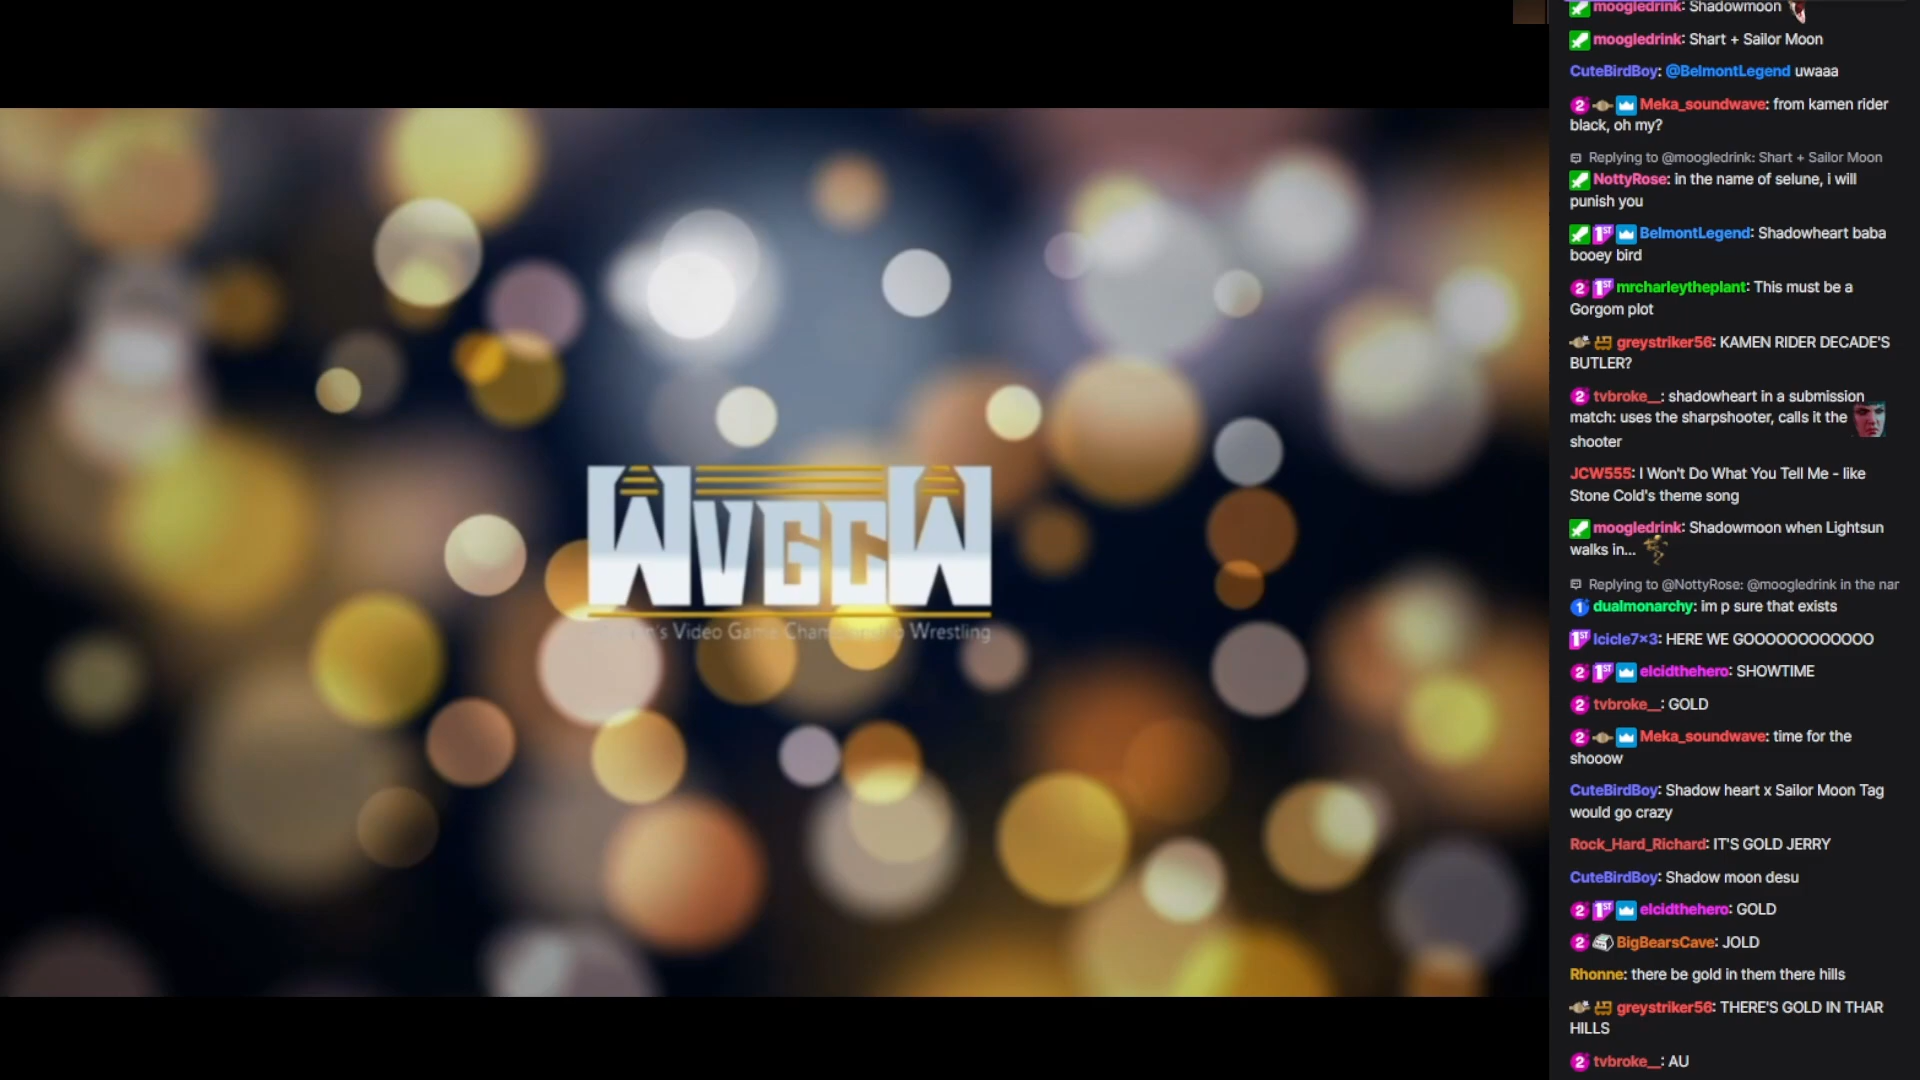 WVGCW
's Video Game Championship Wrestling
moogledrink: Shadowmoon
moogledrink: Shart + Sailor Moon
CuteBirdBoy: @BelmontLegend uwaaa
Meka_soundwave: from kamen rider
black, oh my?
Replying to @moogledrink: Shart + Sailor Moon
NottyRose: in the name of selune, i will
punish you
BelmontLegend: Shadowheart baba
booey bird
mrcharleytheplant: This must be a
Gorgom plot
greystriker56: KAMEN RIDER DECADE'S
BUTLER?
tvbroke__: shadowheart in a submission
match: uses the sharpshooter, calls it the
shooter
JCW555: I Won't Do What You Tell Me - like
Stone Cold's theme song
moogledrink: Shadowmoon when Lightsun
walks in...
Replying to @NottyRose: @moogledrink in the nar
dualmonarchy: im p sure that exists
Icicle7x3: HERE WE GOOOOOOOOOOOO
elcidthehero: SHOWTIME
tvbroke__: GOLD
Meka_soundwave: time for the
shooow
CuteBirdBoy: Shadow heart x Sailor Moon Tag
would go crazy
Rock_Hard_Richard: IT'S GOLD JERRY
CuteBirdBoy: Shadow moon desu
elcidthehero: GOLD
BigBearsCave: JOLD
Rhonne: there be gold in them there hills
greystriker56: THERE'S GOLD IN THAR
HILLS
tvbroke__: AU